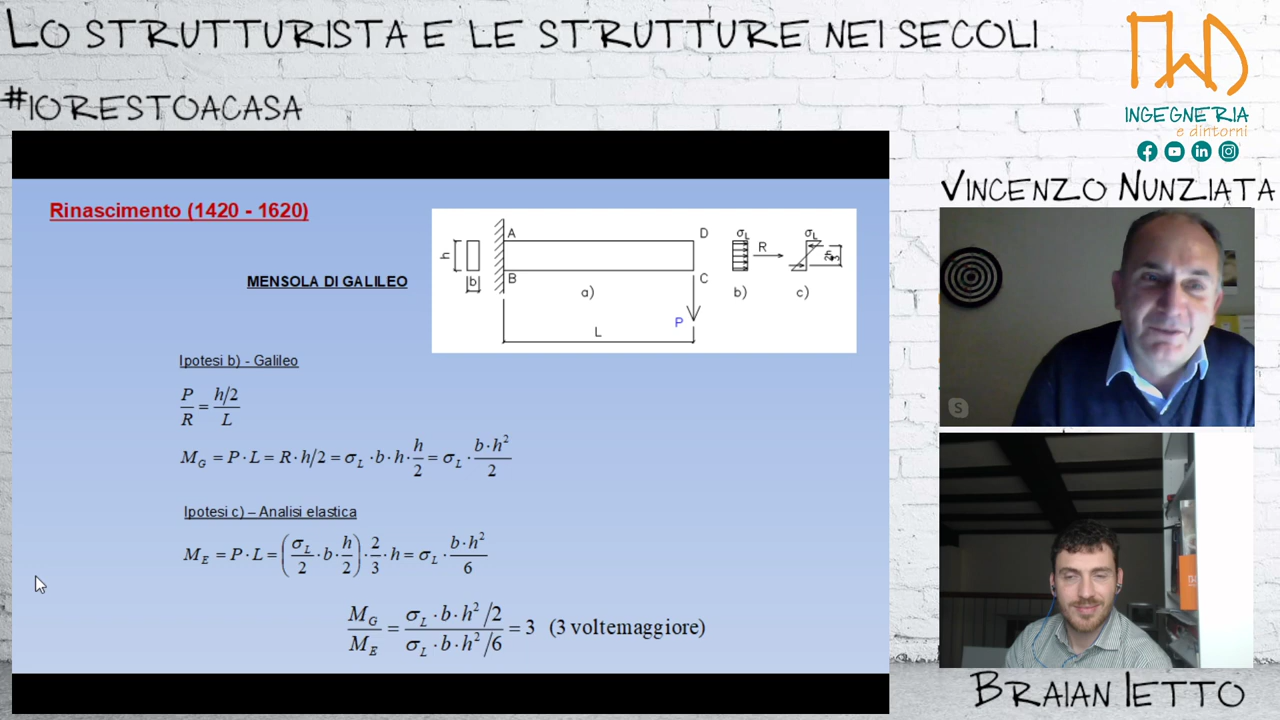 LO STRUTTURISTA E LE STRUTTURE NEI SECOLI
#IORESTOACASA
INGEGNERIA
e dintorni
VINCENZO NUNZIATA
Rinascimento (1420 - 1620)
MENSOLA DI GALILEO
h
b
A
B
D
C
a)
P
L
σL
R
b)
σL
2h
3
c)
Ipotesi b) - Galileo
P/R = (h/2)/L
M_G = P·L = R·h/2 = σ_L·b·h·h/2 = σ_L·(b·h²)/2
Ipotesi c) – Analisi elastica
M_E = P·L = (σ_L/2·b·h/2)·2/3·h = σ_L·(b·h²)/6
M_G/M_E = (σ_L·b·h²/2)/(σ_L·b·h²/6) = 3 (3 voltemaggiore)
S
BRAIAN IETTO